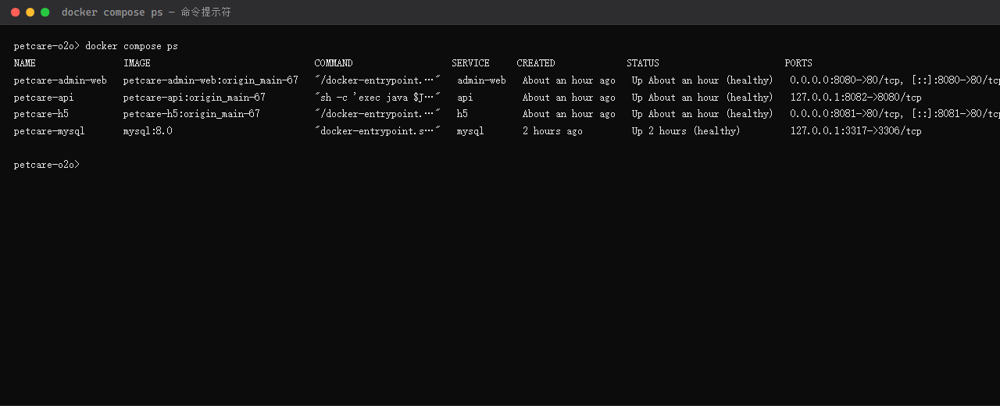 docker compose ps — 命令提示符
petcare-o2o> docker compose ps
NAME IMAGE COMMAND SERVICE CREATED STATUS PORTS
petcare-admin-web petcare-admin-web:origin_main-67 "/docker-entrypoint.…" admin-web About an hour ago Up About an hour (healthy) 0.0.0.0:8080->80/tcp, [::]:8080->80/tcp
petcare-api petcare-api:origin_main-67 "sh -c 'exec java $J…" api About an hour ago Up About an hour (healthy) 127.0.0.1:8082->8080/tcp
petcare-h5 petcare-h5:origin_main-67 "/docker-entrypoint.…" h5 About an hour ago Up About an hour (healthy) 0.0.0.0:8081->80/tcp, [::]:8081->80/tcp
petcare-mysql mysql:8.0 "docker-entrypoint.s…" mysql 2 hours ago Up 2 hours (healthy) 127.0.0.1:3317->3306/tcp
petcare-o2o>